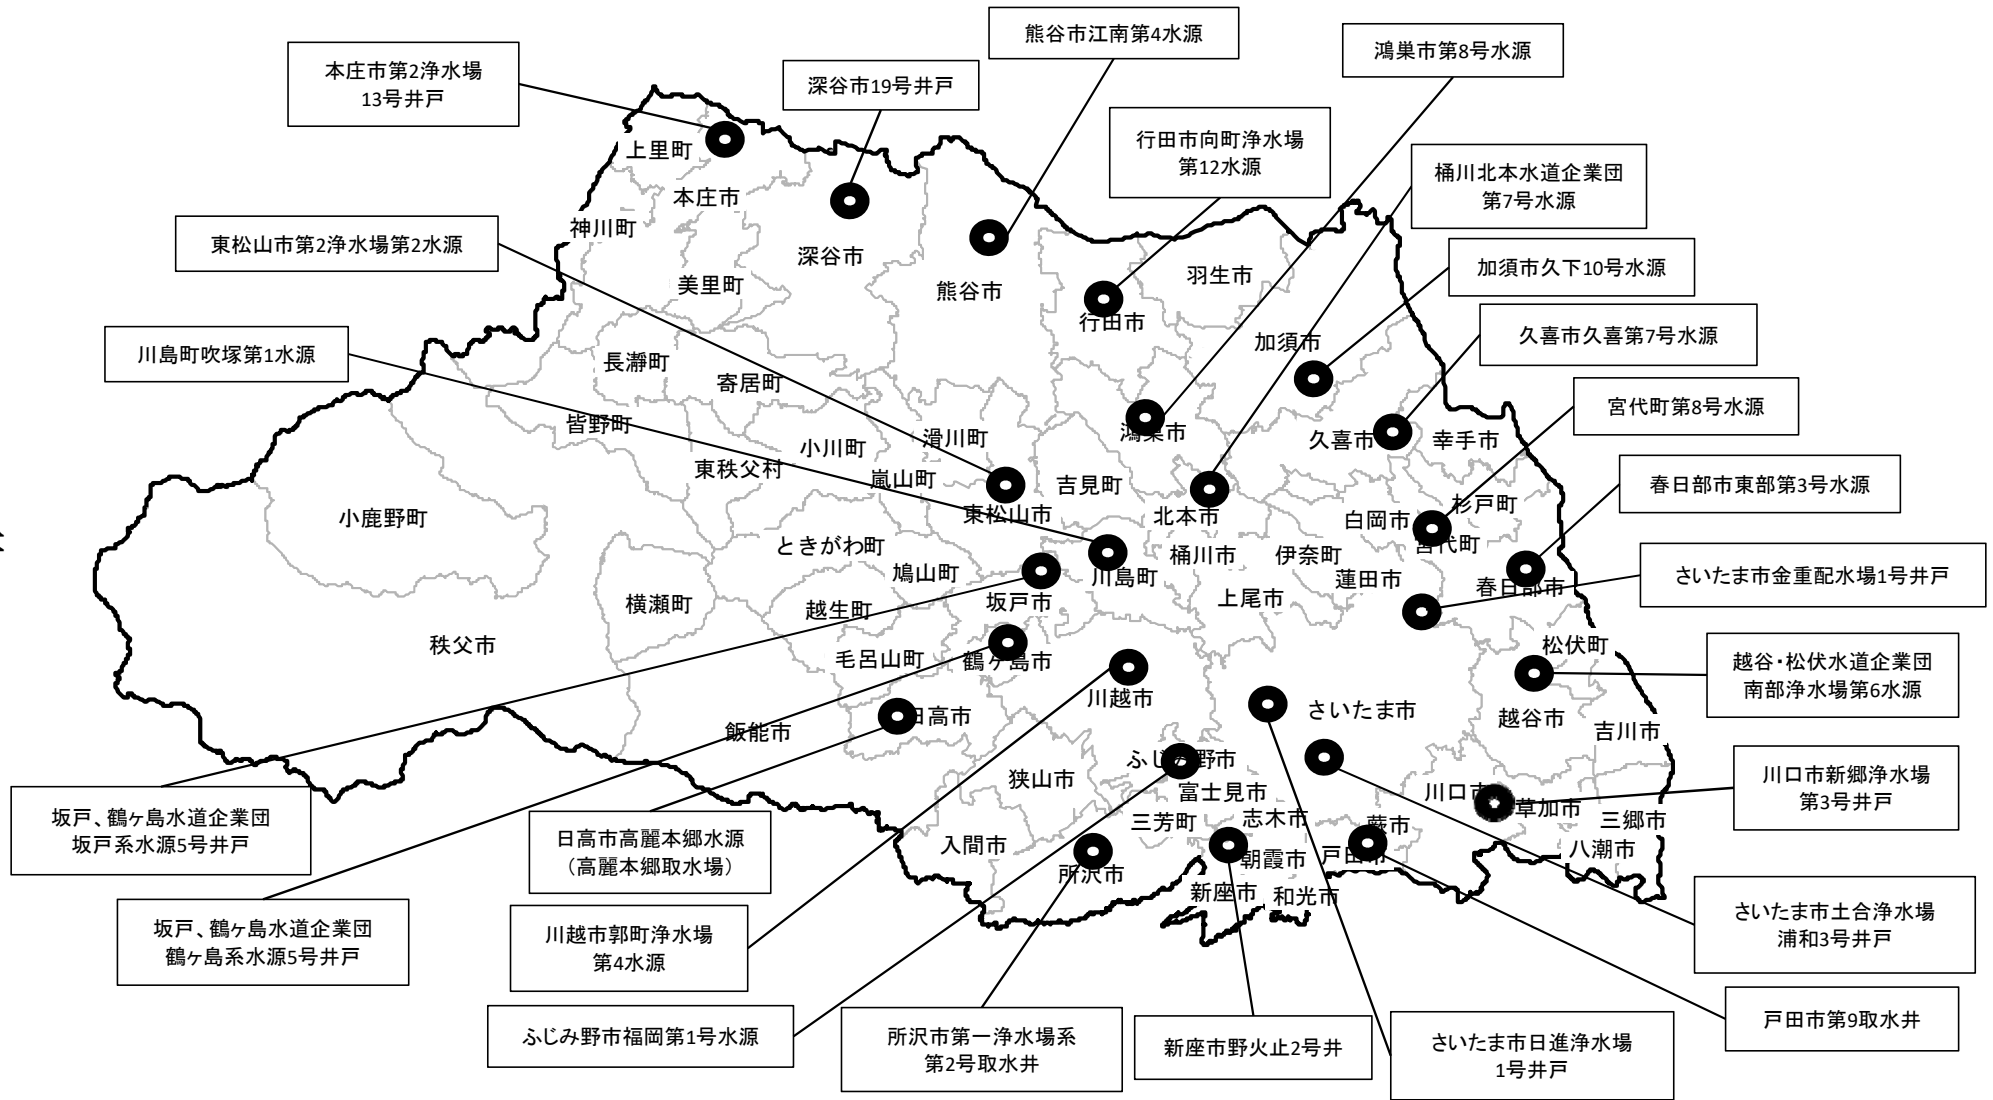 熊谷市江南第4水源
鴻巣市第8号水源
本庄市第2浄水場
13号井戸
深谷市19号井戸
行田市向町浄水場
第12水源
桶川北本水道企業団
第7号水源
東松山市第2浄水場第2水源
加須市久下10号水源
川島町吹塚第1水源
久喜市久喜第7号水源
宮代町第8号水源
春日部市東部第3号水源
さいたま市金重配水場1号井戸
越谷・松伏水道企業団
南部浄水場第6水源
川口市新郷浄水場
第3号井戸
坂戸、鶴ヶ島水道企業団
坂戸系水源5号井戸
日高市高麗本郷水源
（高麗本郷取水場）
坂戸、鶴ヶ島水道企業団
鶴ヶ島系水源5号井戸
川越市郭町浄水場
第4水源
さいたま市土合浄水場
浦和3号井戸
ふじみ野市福岡第1号水源
所沢市第一浄水場系
第2号取水井
新座市野火止2号井
さいたま市日進浄水場
1号井戸
戸田市第9取水井
上里町
本庄市
神川町
深谷市
美里町
熊谷市
羽生市
行田市
加須市
長瀞町
寄居町
皆野町
小川町
滑川町
鴻巣市
久喜市
幸手市
東秩父村
嵐山町
吉見町
小鹿野町
東松山市
北本市
白岡市
杉戸町
ときがわ町
桶川市
伊奈町
宮代町
鳩山町
川島町
蓮田市
春日部市
横瀬町
越生町
坂戸市
上尾市
秩父市
毛呂山町
鶴ヶ島市
松伏町
川越市
日高市
さいたま市
越谷市
飯能市
吉川市
ふじみ野市
狭山市
富士見市
川口市
草加市
三芳町
志木市
蕨市
三郷市
入間市
朝霞市
戸田市
八潮市
所沢市
新座市
和光市